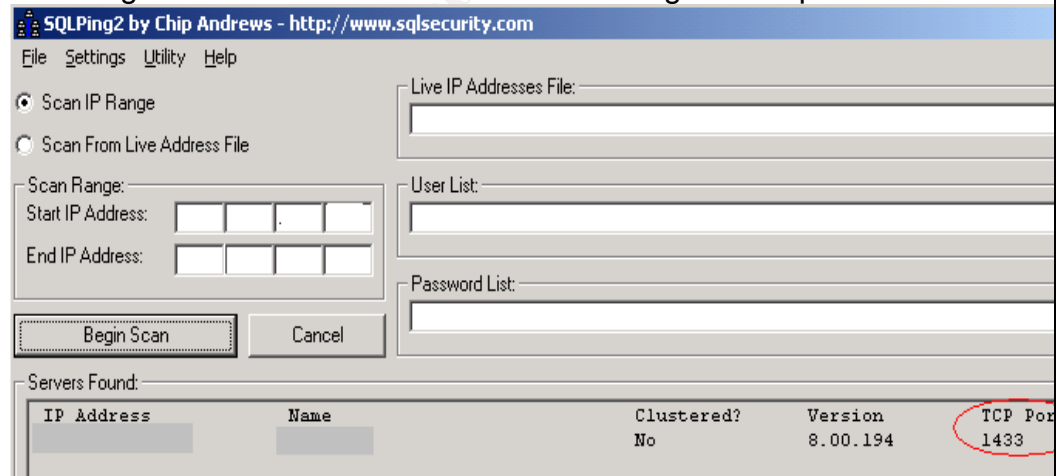 SQLPing2 by Chip Andrews - http://www.sqlsecurity.com
File Settings Utility Help
Scan IP Range
Scan From Live Address File
Live IP Addresses File:
Scan Range:
Start IP Address:
.
End IP Address:
User List:
Password List:
Begin Scan
Cancel
Servers Found:
IP Address Name Clustered? Version TCP Por
No 8.00.194 1433